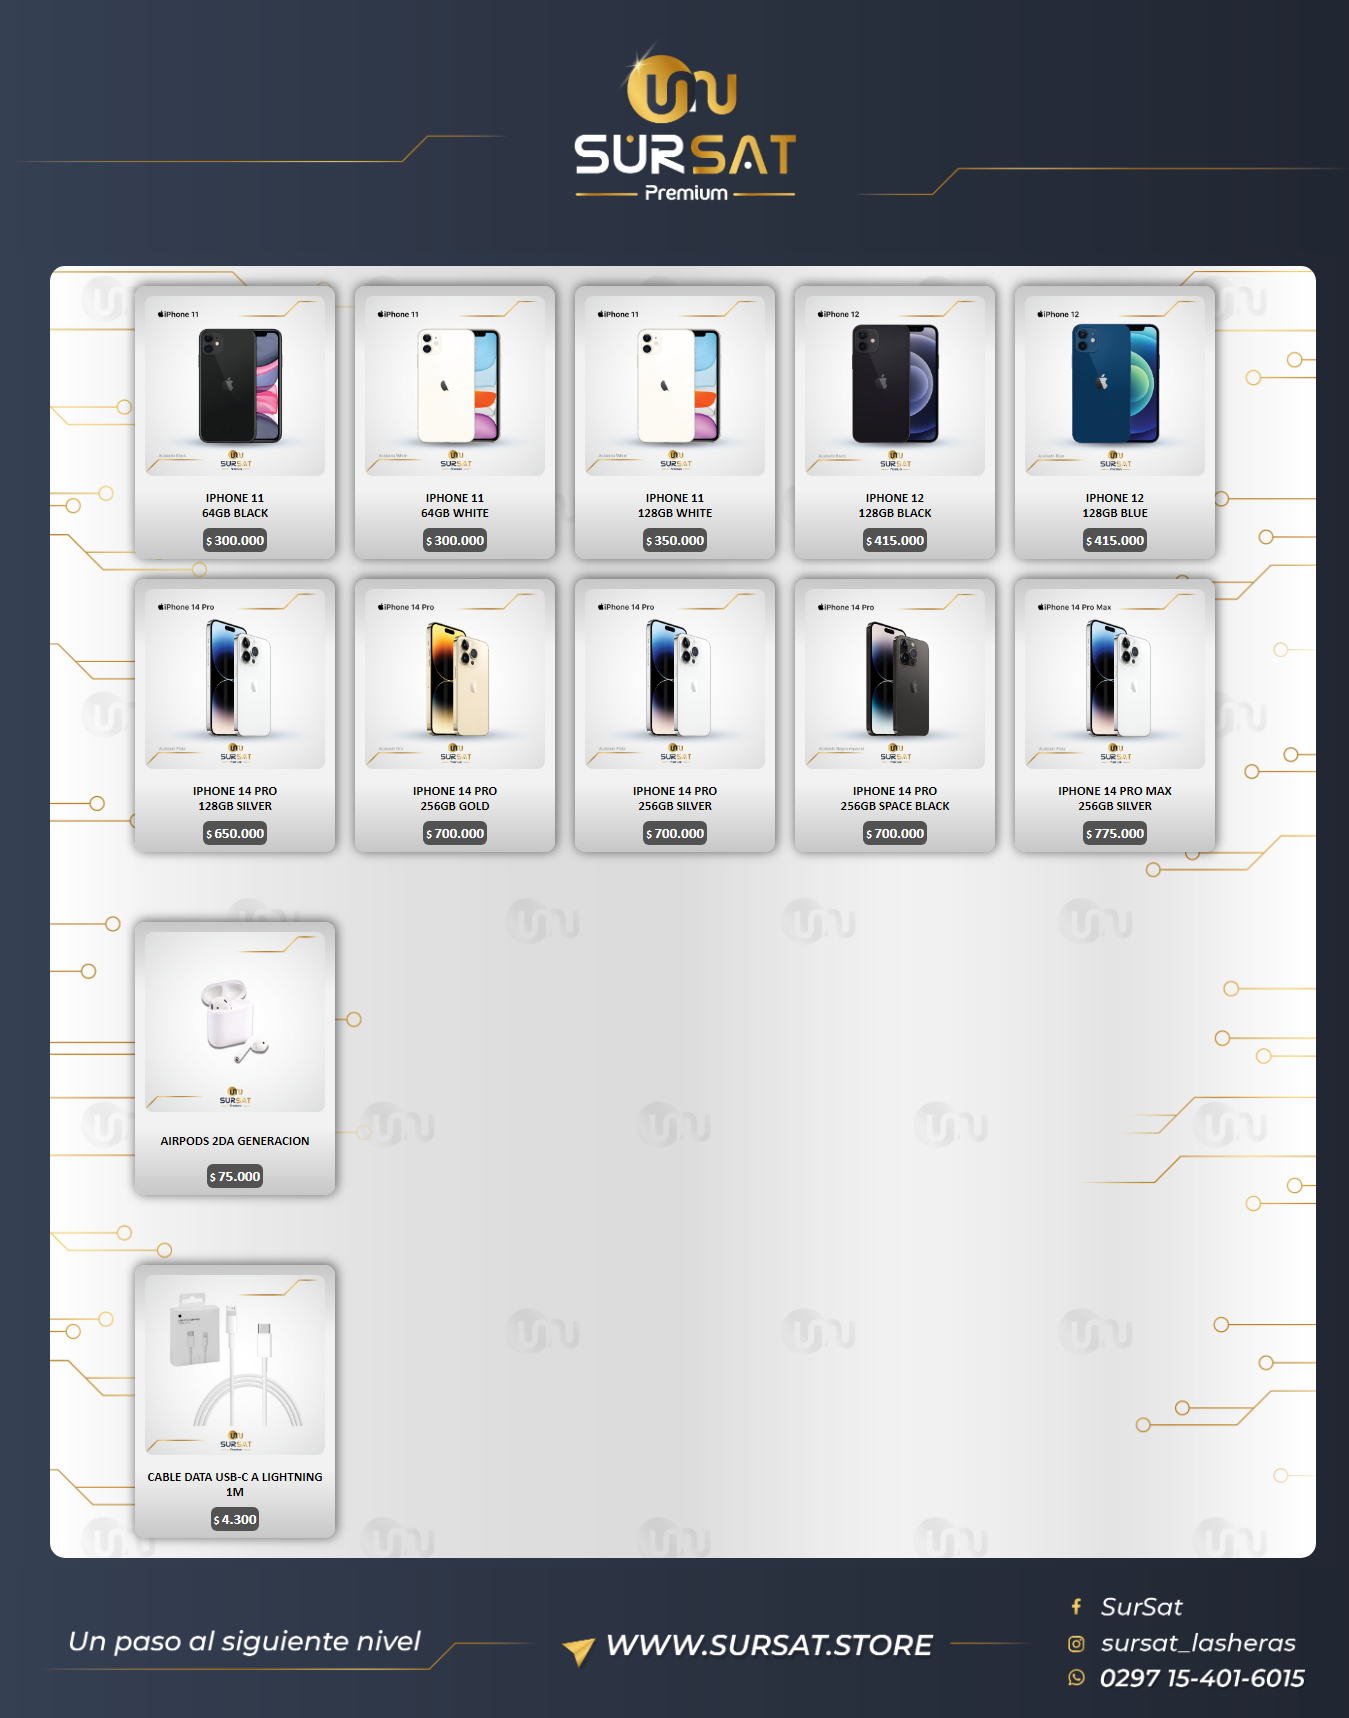 SURSAT
Premium
iPhone 11
SURSAT
IPHONE 11
64GB BLACK
$ 300.000
iPhone 11
SURSAT
IPHONE 11
64GB WHITE
$ 300.000
iPhone 11
SURSAT
IPHONE 11
128GB WHITE
$ 350.000
iPhone 12
SURSAT
IPHONE 12
128GB BLACK
$ 415.000
iPhone 12
SURSAT
IPHONE 12
128GB BLUE
$ 415.000
iPhone 14 Pro
SURSAT
IPHONE 14 PRO
128GB SILVER
$ 650.000
iPhone 14 Pro
SURSAT
IPHONE 14 PRO
256GB GOLD
$ 700.000
iPhone 14 Pro
SURSAT
IPHONE 14 PRO
256GB SILVER
$ 700.000
iPhone 14 Pro
SURSAT
IPHONE 14 PRO
256GB SPACE BLACK
$ 700.000
iPhone 14 Pro Max
SURSAT
IPHONE 14 PRO MAX
256GB SILVER
$ 775.000
SURSAT
AIRPODS 2DA GENERACION
$ 75.000
SURSAT
CABLE DATA USB-C A LIGHTNING
1M
$ 4.300
Un paso al siguiente nivel
WWW.SURSAT.STORE
SurSat
sursat_lasheras
0297 15-401-6015